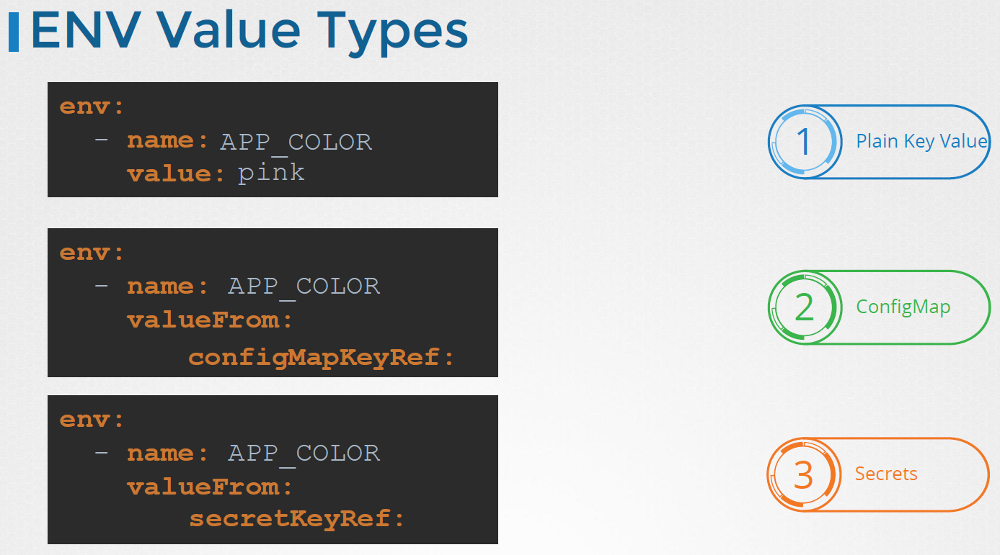 ENV Value Types
env:
- name: APP_COLOR
value: pink
1 Plain Key Value
env:
- name: APP_COLOR
valueFrom:
configMapKeyRef:
2 ConfigMap
env:
- name: APP_COLOR
valueFrom:
secretKeyRef:
3 Secrets